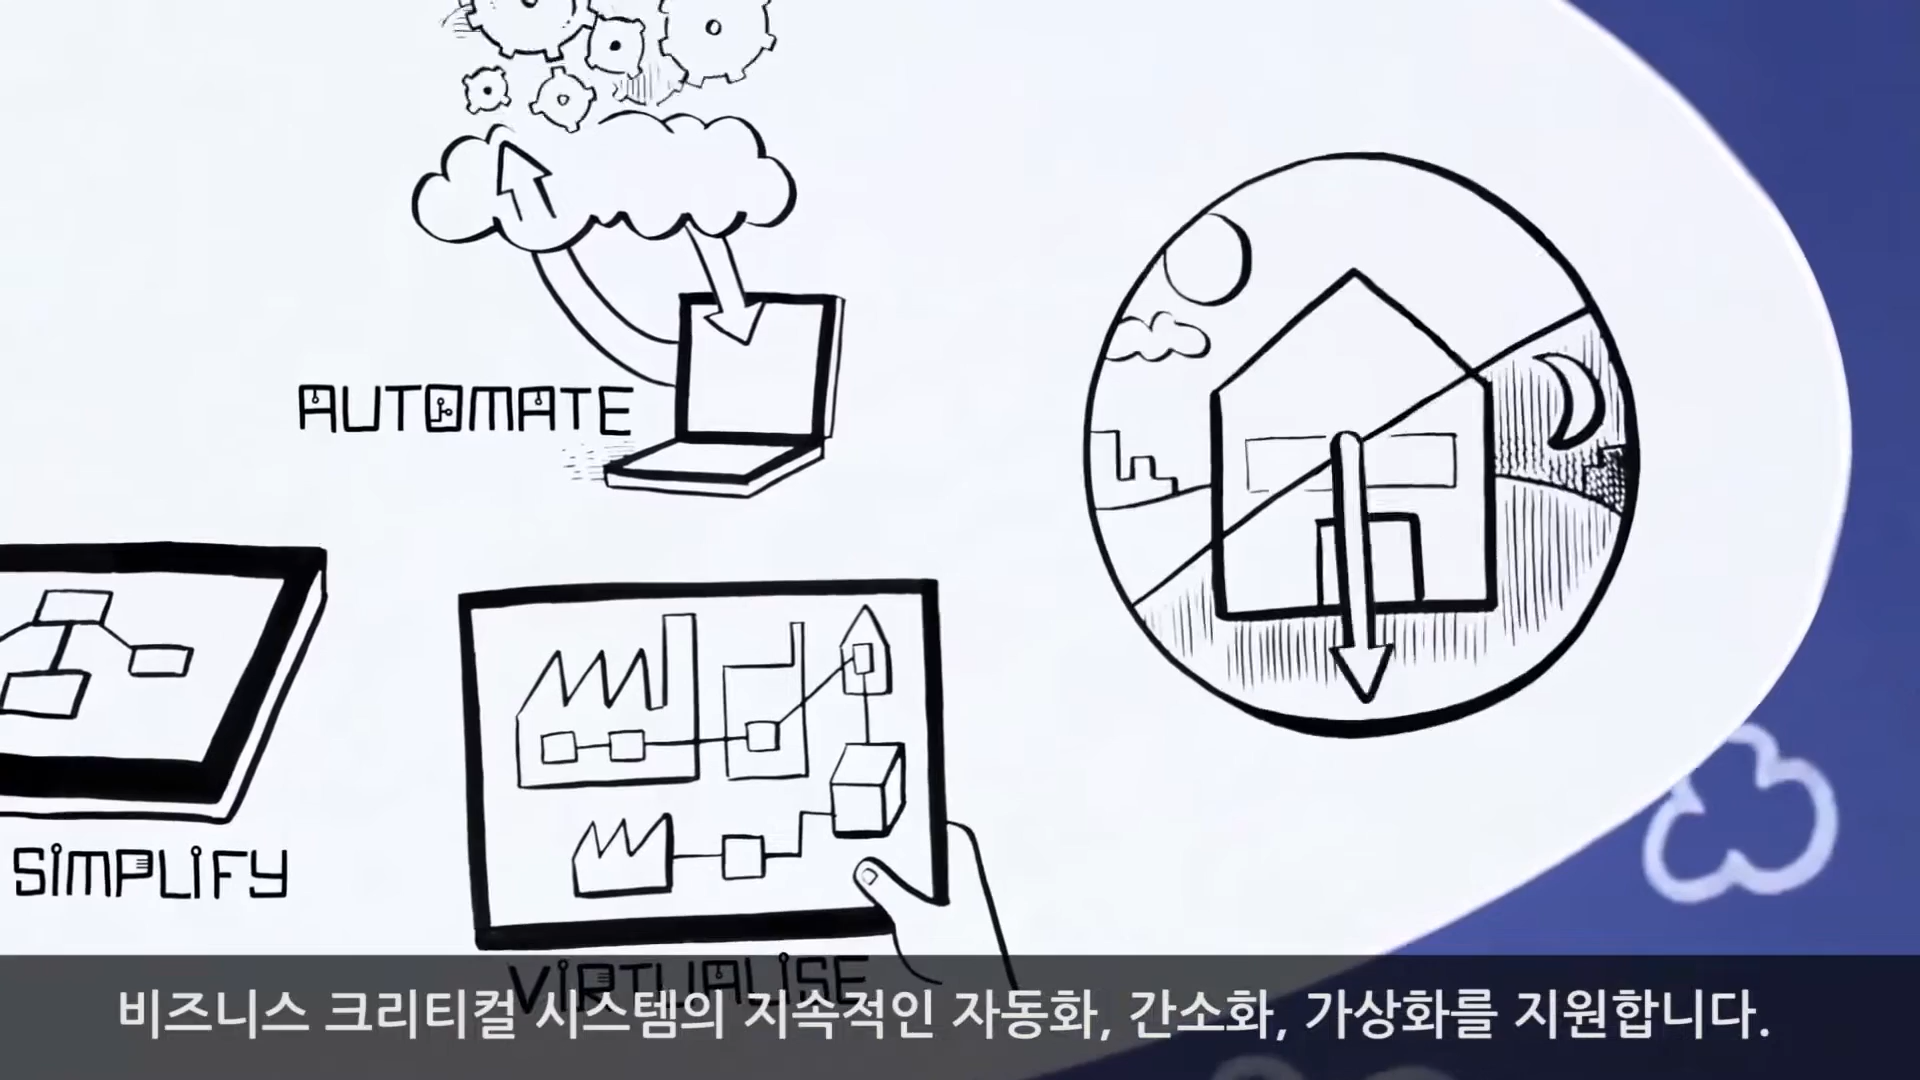 AUTOMATE
SiMPLiFY
ViRTUALiSE
비즈니스 크리티컬 시스템의 지속적인 자동화, 간소화, 가상화를 지원합니다.